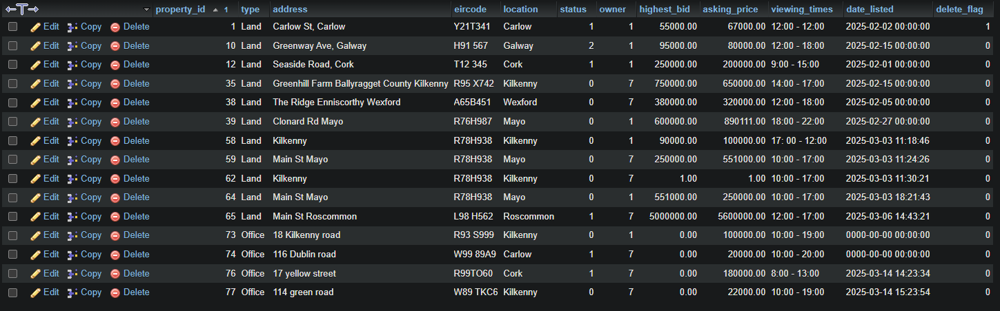 property_id 1 type address eircode location status owner highest_bid asking_price viewing_times date_listed delete_flag
Edit Copy Delete 1 Land Carlow St, Carlow Y21T341 Carlow 1 1 55000.00 67000.00 12:00 - 12:00 2025-02-02 00:00:00 1
Edit Copy Delete 10 Land Greenway Ave, Galway H91 567 Galway 2 1 95000.00 80000.00 12:00 - 18:00 2025-02-15 00:00:00 0
Edit Copy Delete 12 Land Seaside Road, Cork T12 345 Cork 1 1 250000.00 200000.00 9:00 - 15:00 2025-02-01 00:00:00 0
Edit Copy Delete 35 Land Greenhill Farm Ballyragget County Kilkenny R95 X742 Kilkenny 0 7 750000.00 650000.00 14:00 - 17:00 2025-02-15 00:00:00 0
Edit Copy Delete 38 Land The Ridge Enniscorthy Wexford A65B451 Wexford 0 7 380000.00 320000.00 12:00 - 18:00 2025-02-05 00:00:00 0
Edit Copy Delete 39 Land Clonard Rd Mayo R76H987 Mayo 0 1 600000.00 890111.00 18:00 - 22:00 2025-02-27 00:00:00 0
Edit Copy Delete 58 Land Kilkenny R78H938 Kilkenny 0 1 90000.00 100000.00 17: 00 - 12:00 2025-03-03 11:18:46 0
Edit Copy Delete 59 Land Main St Mayo R78H938 Mayo 0 7 250000.00 551000.00 10:00 - 17:00 2025-03-03 11:24:26 0
Edit Copy Delete 62 Land Kilkenny R78H938 Kilkenny 0 7 1.00 1.00 10:00 - 17:00 2025-03-03 11:30:21 0
Edit Copy Delete 64 Land Main St Mayo R78H938 Mayo 0 1 551000.00 250000.00 10:00 - 17:00 2025-03-03 18:21:43 0
Edit Copy Delete 65 Land Main St Roscommon L98 H562 Roscommon 1 7 5000000.00 5600000.00 12:00 - 17:00 2025-03-06 14:43:21 0
Edit Copy Delete 73 Office 18 Kilkenny road R93 S999 Kilkenny 0 1 0.00 100000.00 10:00 - 19:00 0000-00-00 00:00:00 0
Edit Copy Delete 74 Office 116 Dublin road W99 89A9 Carlow 1 7 0.00 20000.00 10:00 - 20:00 0000-00-00 00:00:00 0
Edit Copy Delete 76 Office 17 yellow street R99TO60 Cork 1 7 0.00 180000.00 8:00 - 13:00 2025-03-14 14:23:34 0
Edit Copy Delete 77 Office 114 green road W89 TKC6 Kilkenny 0 7 0.00 22000.00 10:00 - 19:00 2025-03-14 15:23:54 0